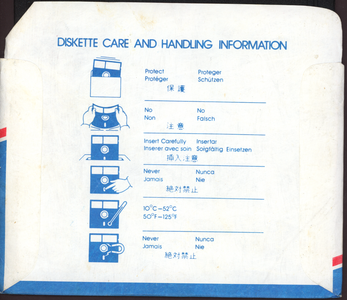 DISKETTE CARE AND HANDLING INFORMATION
Protect Proteger
Protéger Schützen
保護
No No
Non Falsch
注意
Insert Carefully Insertar
Inserer avec soin Sorgfältig Einsetzen
插入注意
Never Nunca
Jamais Nie
絶対禁止
10°C-52°C
50°F-125°F
Never Nunca
Jamais Nie
絶対禁止